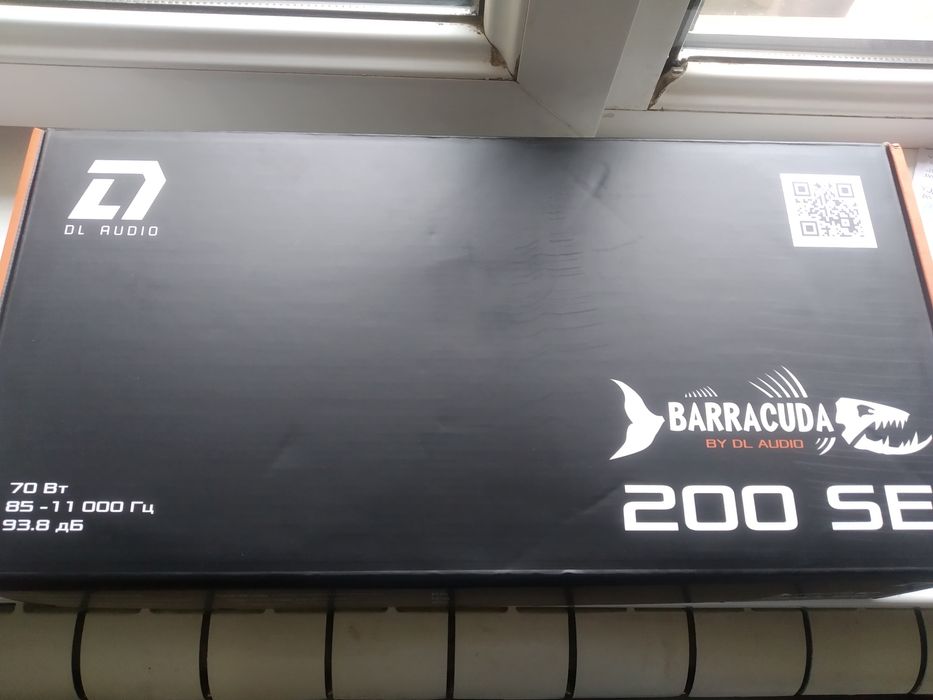 DL AUDIO
BARRACUDA
BY DL AUDIO
200 SE
70 Вт
85 -11 000 Гц
93.8 дБ